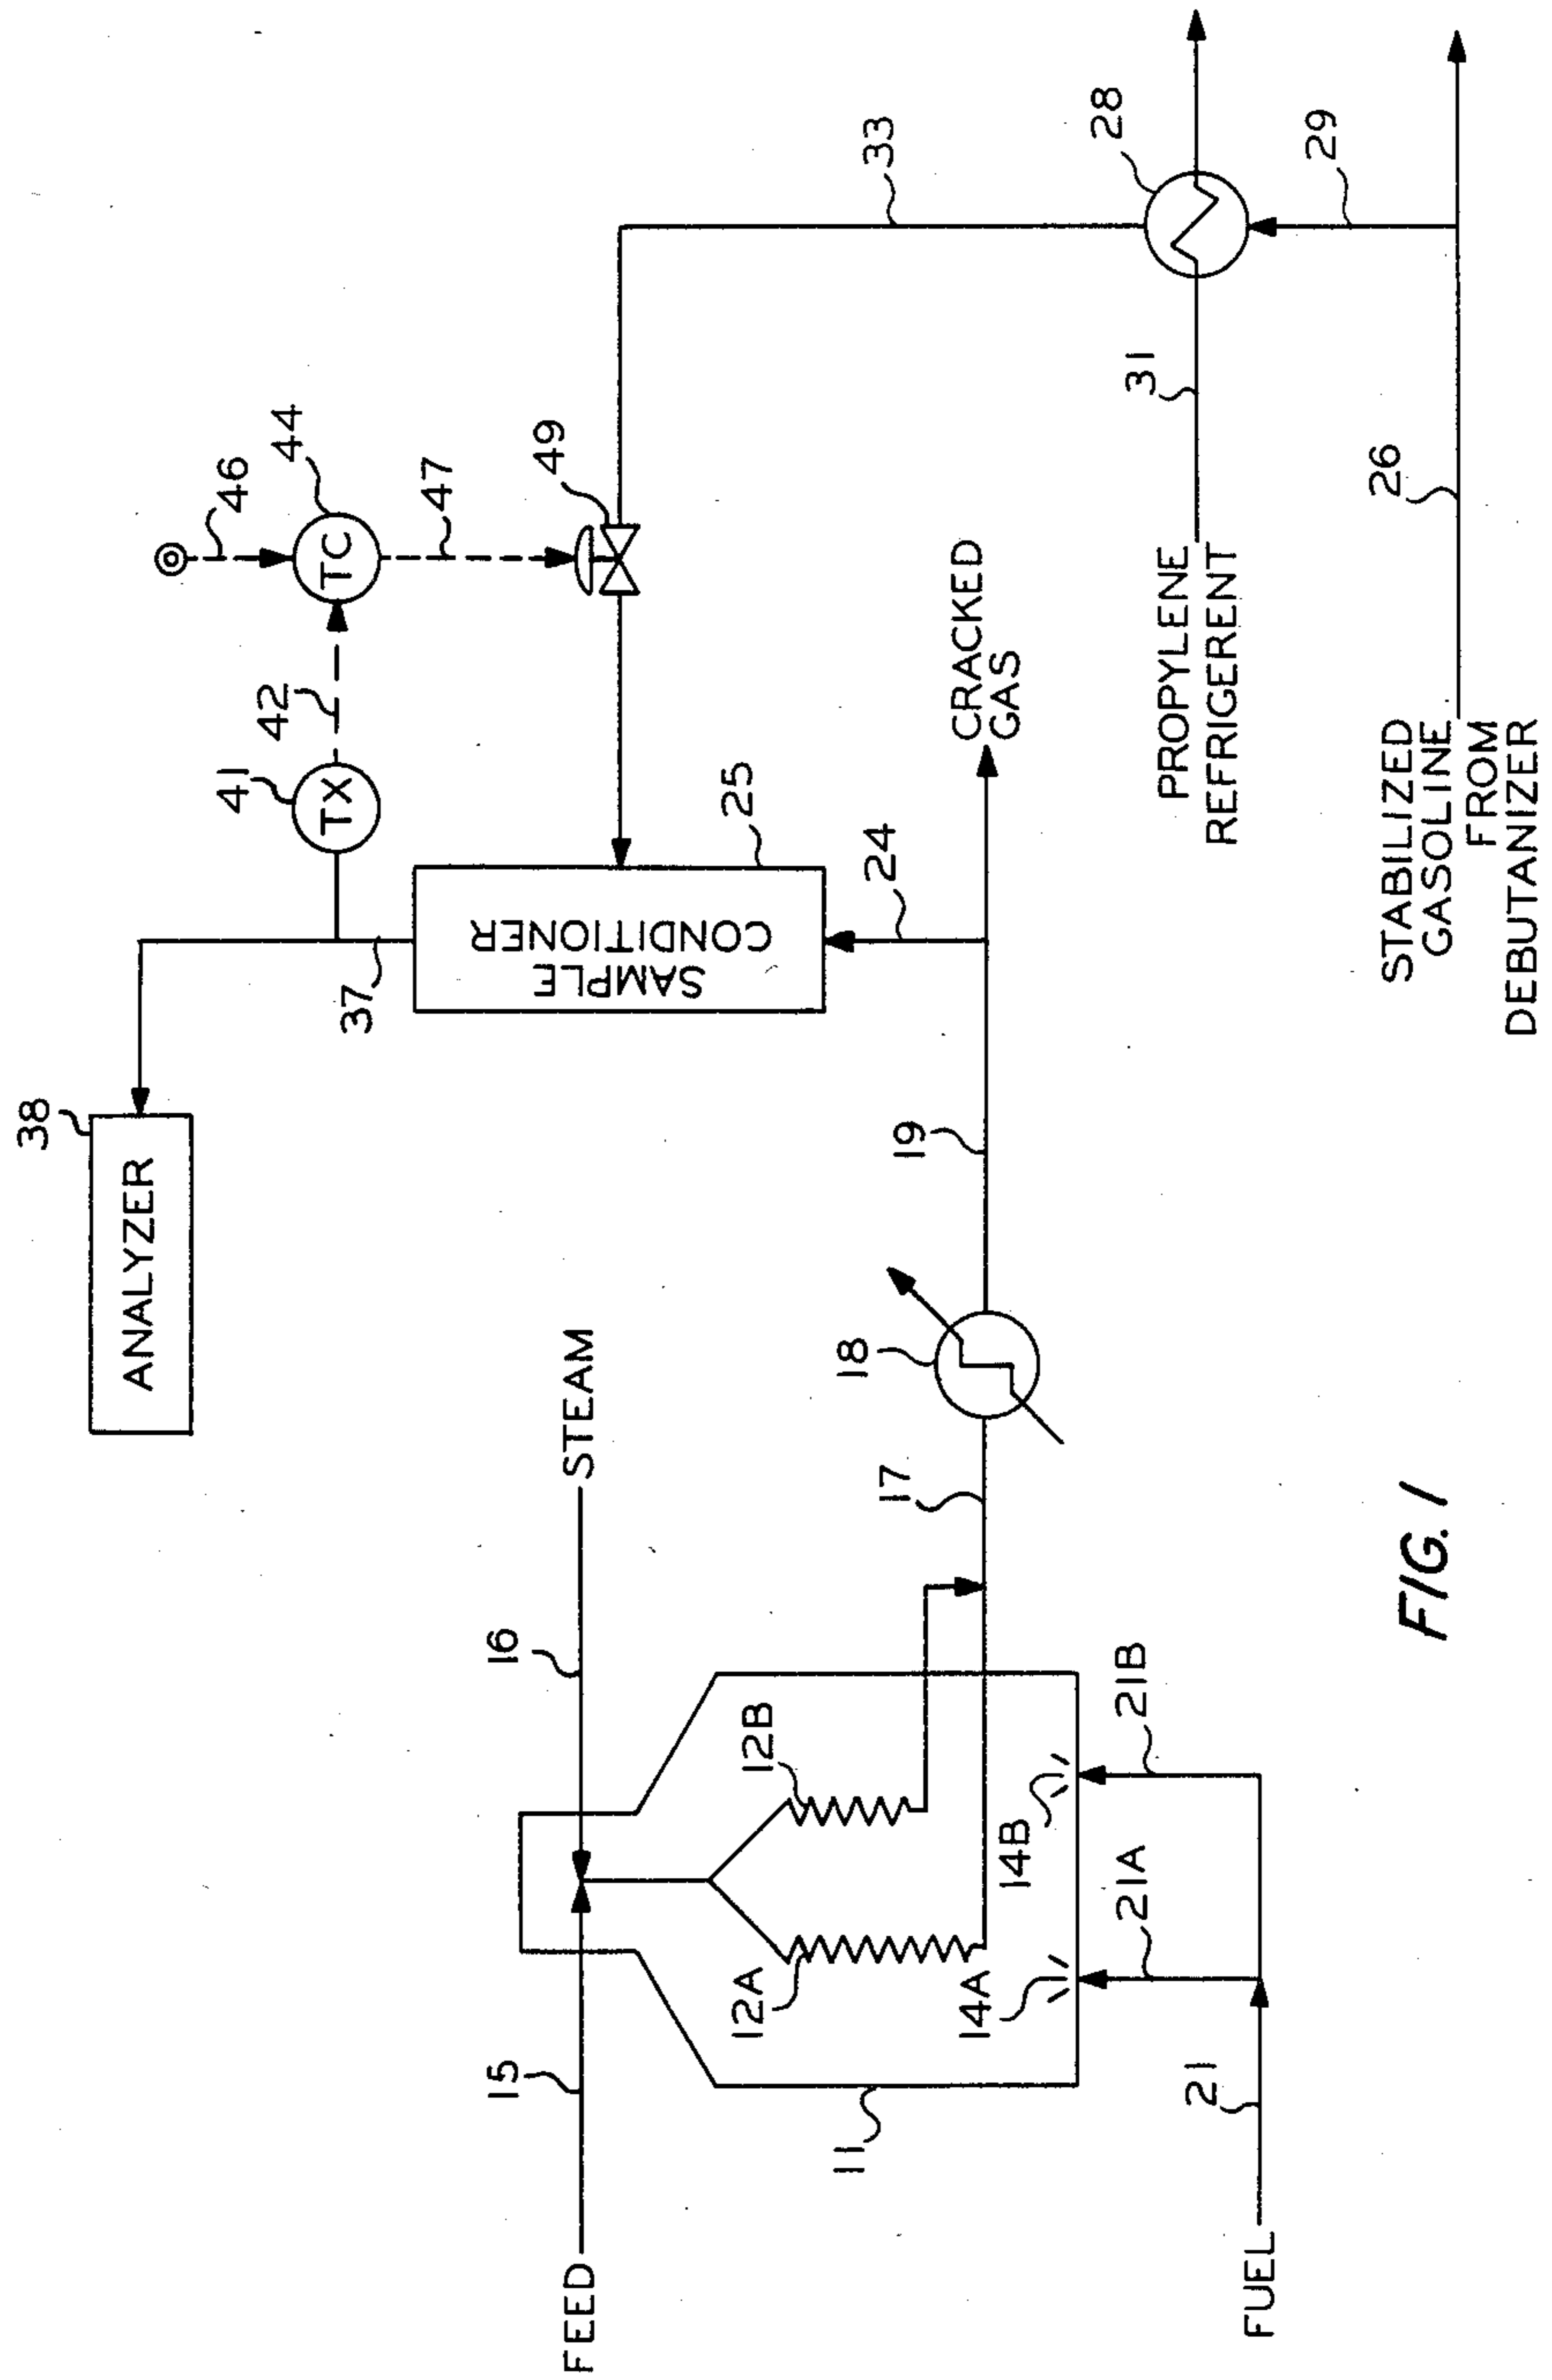 ANALYZER
38
37
41
TX
42
TC
44
46
47
49
33
SAMPLE
CONDITIONER
25
24
STEAM
16
FEED
15
12A
12B
11
14A
14B
17
18
19
CRACKED
GAS
28
29
31
PROPYLENE
REFRIGERENT
26
STABILIZED
GASOLINE
FROM
DEBUTANIZER
FUEL
21
21A
21B
FIG. 1